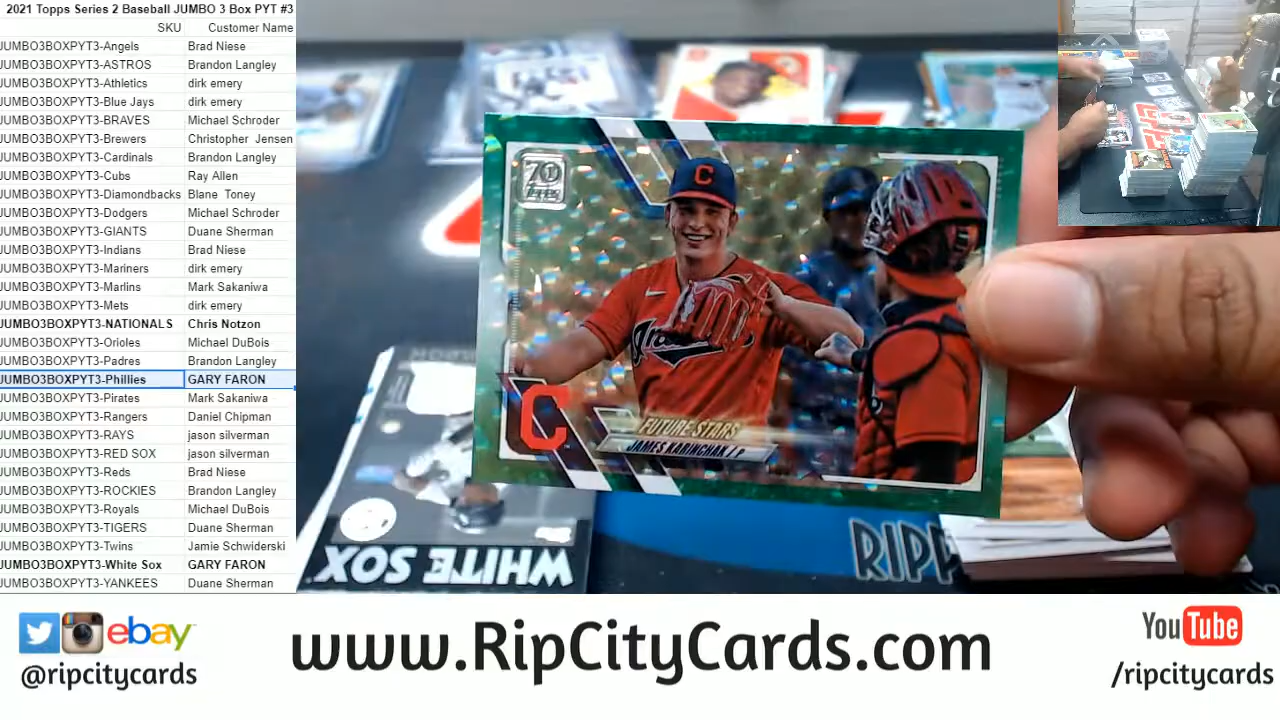 2021 Topps Series 2 Baseball JUMBO 3 Box PYT #3
SKU Customer Name
JUMBO3BOXPYT3-Angels Brad Niese
JUMBO3BOXPYT3-ASTROS Brandon Langley
JUMBO3BOXPYT3-Athletics dirk emery
JUMBO3BOXPYT3-Blue Jays dirk emery
JUMBO3BOXPYT3-BRAVES Michael Schroder
JUMBO3BOXPYT3-Brewers Christopher Jensen
JUMBO3BOXPYT3-Cardinals Brandon Langley
JUMBO3BOXPYT3-Cubs Ray Allen
JUMBO3BOXPYT3-Diamondbacks Blane Toney
JUMBO3BOXPYT3-Dodgers Michael Schroder
JUMBO3BOXPYT3-GIANTS Duane Sherman
JUMBO3BOXPYT3-Indians Brad Niese
JUMBO3BOXPYT3-Mariners dirk emery
JUMBO3BOXPYT3-Marlins Mark Sakaniwa
JUMBO3BOXPYT3-Mets dirk emery
JUMBO3BOXPYT3-NATIONALS Chris Notzon
JUMBO3BOXPYT3-Orioles Michael DuBois
JUMBO3BOXPYT3-Padres Brandon Langley
JUMBO3BOXPYT3-Phillies GARY FARON
JUMBO3BOXPYT3-Pirates Mark Sakaniwa
JUMBO3BOXPYT3-Rangers Daniel Chipman
JUMBO3BOXPYT3-RAYS jason silverman
JUMBO3BOXPYT3-RED SOX jason silverman
JUMBO3BOXPYT3-Reds Brad Niese
JUMBO3BOXPYT3-ROCKIES Brandon Langley
JUMBO3BOXPYT3-Royals Michael DuBois
JUMBO3BOXPYT3-TIGERS Duane Sherman
JUMBO3BOXPYT3-Twins Jamie Schwiderski
JUMBO3BOXPYT3-White Sox GARY FARON
JUMBO3BOXPYT3-YANKEES Duane Sherman
70
Topps
C
Indians
C
FUTURE STARS
JAMES KARINCHAK / P
WHITE SOX
RIPP
ebay
@ripcitycards
www.RipCityCards.com
YouTube
/ripcitycards